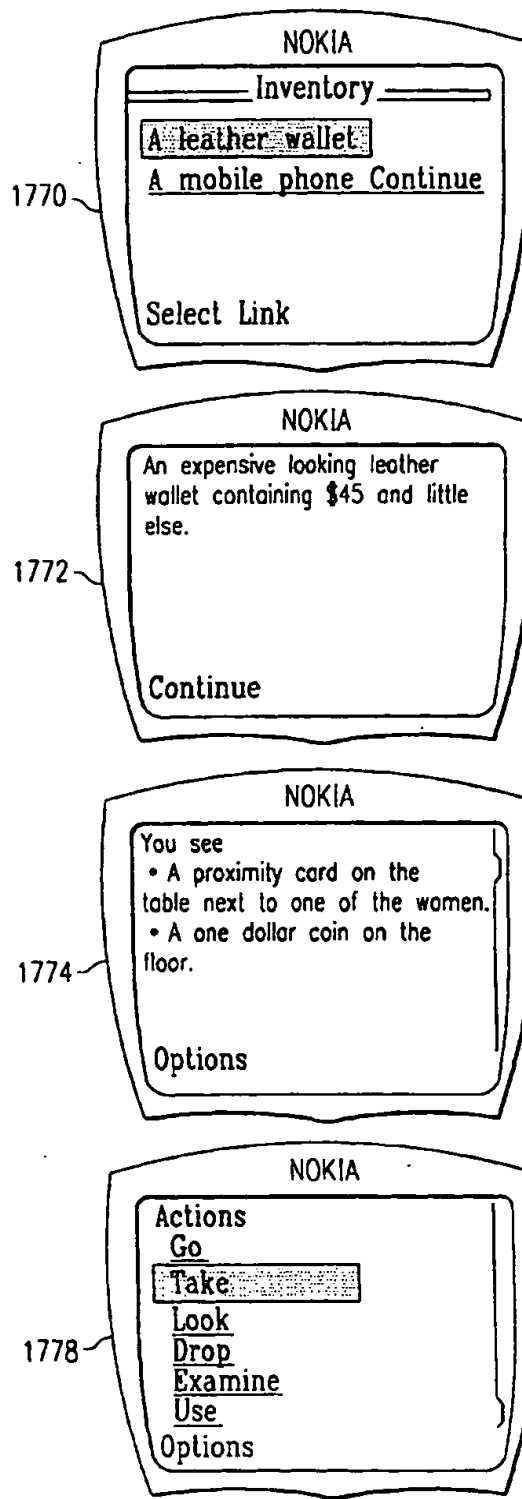 NOKIA
Inventory
A leather wallet
A mobile phone Continue
1770
Select Link
NOKIA
An expensive looking leather
wallet containing $45 and little
else.
1772
Continue
NOKIA
You see
• A proximity card on the
table next to one of the women.
• A one dollar coin on the
floor.
1774
Options
NOKIA
Actions
Go
Take
Look
Drop
1778
Examine
Use
Options